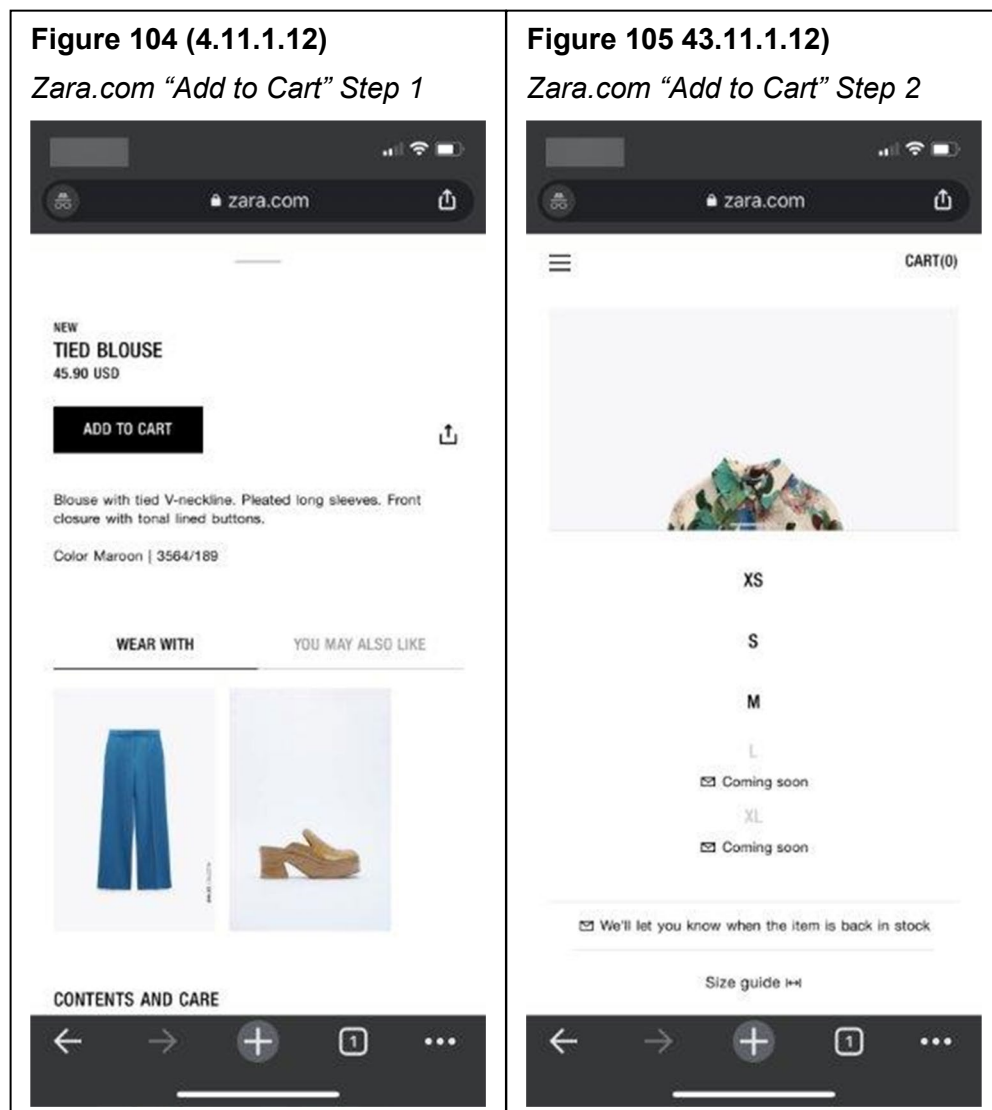 Figure 104 (4.11.1.12)
Zara.com “Add to Cart” Step 1
zara.com
NEW
TIED BLOUSE
45.90 USD
ADD TO CART
Blouse with tied V-neckline. Pleated long sleeves. Front
closure with tonal lined buttons.
Color Maroon | 3564/189
WEAR WITH
YOU MAY ALSO LIKE
CONTENTS AND CARE
1
Figure 105 43.11.1.12)
Zara.com “Add to Cart” Step 2
zara.com
CART(0)
XS
S
M
L
Coming soon
XL
Coming soon
We'll let you know when the item is back in stock
Size guide
1